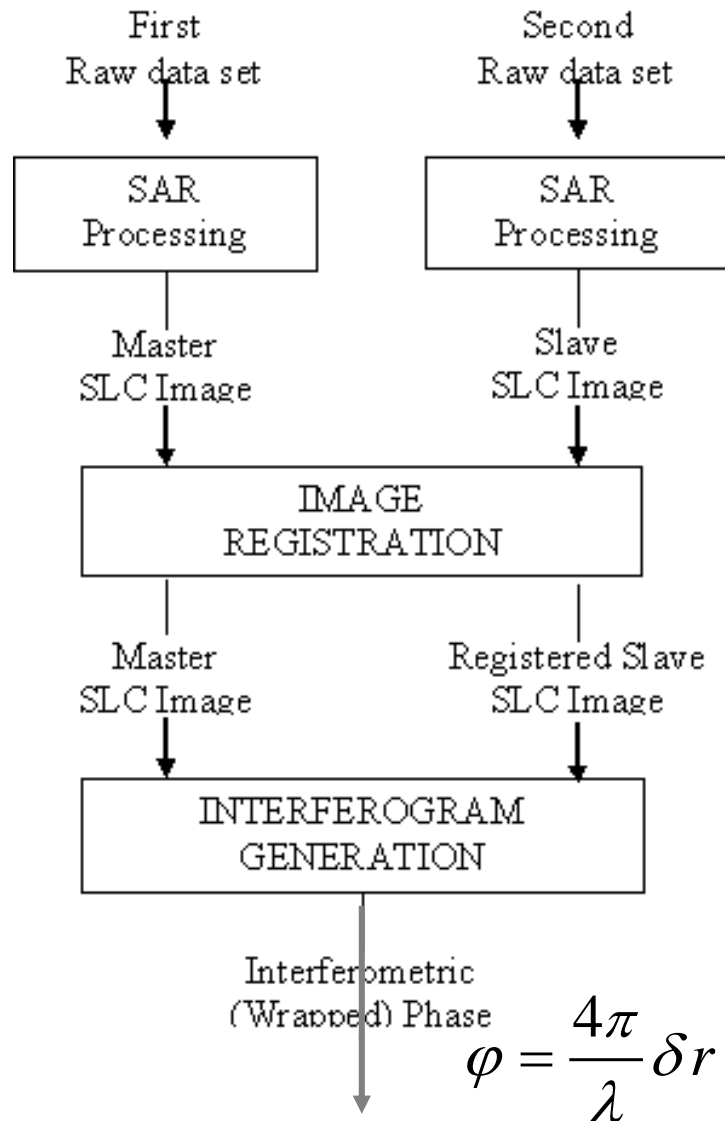 First
Raw data set
Second
Raw data set
SAR
Processing
SAR
Processing
Master
SLC Image
Slave
SLC Image
IMAGE
REGISTRATION
Master
SLC Image
Registered Slave
SLC Image
INTERFEROGRAM
GENERATION
Interferometric
(Wrapped) Phase
φ = 4π/λ δr